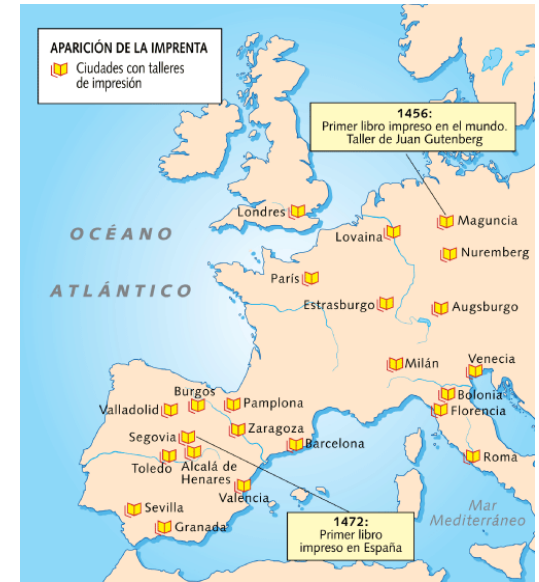 APARICIÓN DE LA IMPRENTA
Ciudades con talleres
de impresión
1456:
Primer libro impreso en el mundo.
Taller de Juan Gutenberg
Londres
Maguncia
Lovaina
Nuremberg
OCÉANO
ATLÁNTICO
París
Estrasburgo
Augsburgo
Milán
Venecia
Bolonia
Florencia
Burgos
Pamplona
Valladolid
Zaragoza
Segovia
Barcelona
Toledo
Alcalá de
Henares
Roma
Valencia
Sevilla
Granada
Mar
Mediterráneo
1472:
Primer libro
impreso en España